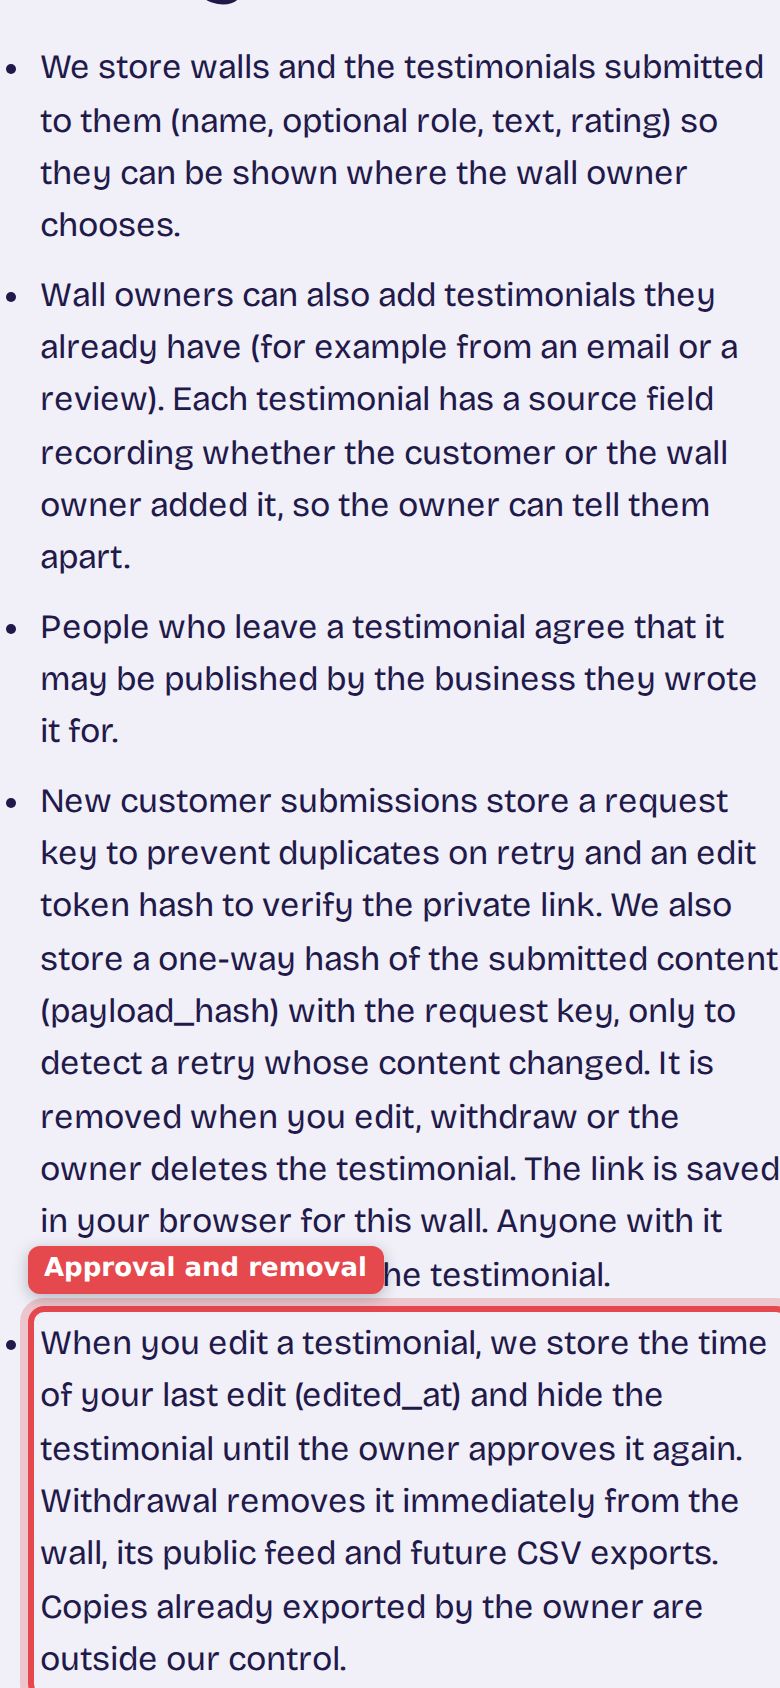 We store walls and the testimonials submitted
to them (name, optional role, text, rating) so
they can be shown where the wall owner
chooses.
Wall owners can also add testimonials they
already have (for example from an email or a
review). Each testimonial has a source field
recording whether the customer or the wall
owner added it, so the owner can tell them
apart.
People who leave a testimonial agree that it
may be published by the business they wrote
it for.
New customer submissions store a request
key to prevent duplicates on retry and an edit
token hash to verify the private link. We also
store a one-way hash of the submitted content
(payload_hash) with the request key, only to
detect a retry whose content changed. It is
removed when you edit, withdraw or the
owner deletes the testimonial. The link is saved
in your browser for this wall. Anyone with it
Approval and removal
testimonial.
When you edit a testimonial, we store the time
of your last edit (edited_at) and hide the
testimonial until the owner approves it again.
Withdrawal removes it immediately from the
wall, its public feed and future CSV exports.
Copies already exported by the owner are
outside our control.